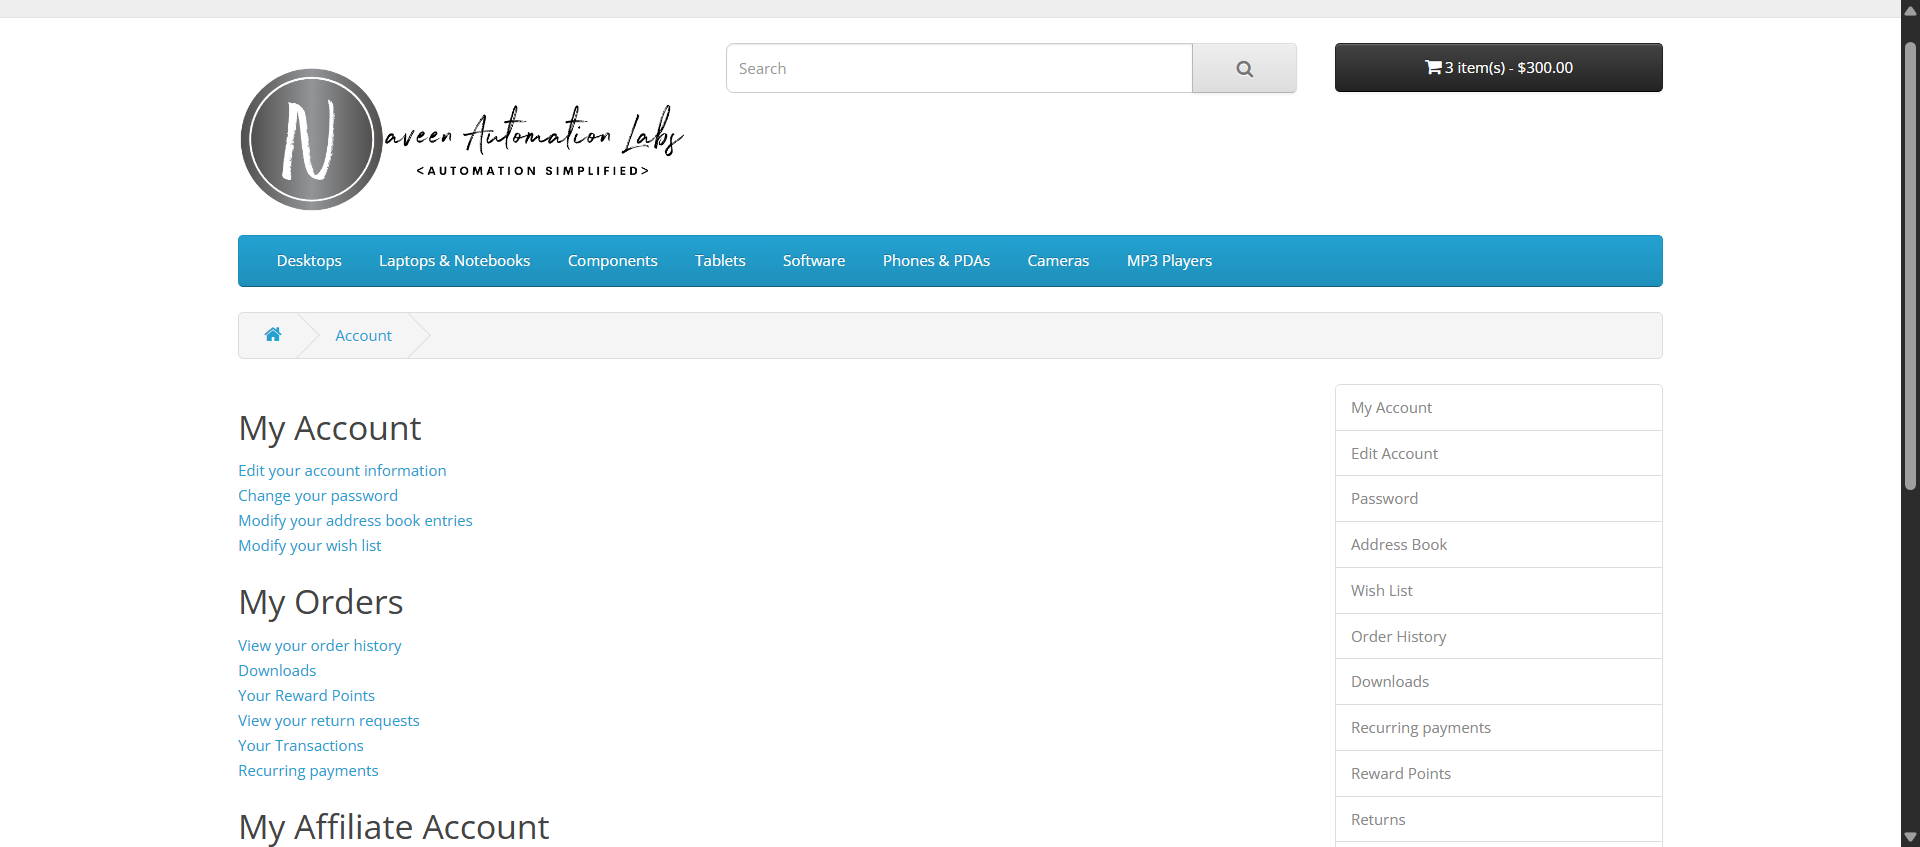 Search
3 item(s) - $300.00
Naveen Automation Labs
<AUTOMATION SIMPLIFIED>
Desktops Laptops & Notebooks Components Tablets Software Phones & PDAs Cameras MP3 Players
Account
My Account
Edit your account information
Change your password
Modify your address book entries
Modify your wish list
My Orders
View your order history
Downloads
Your Reward Points
View your return requests
Your Transactions
Recurring payments
My Affiliate Account
My Account
Edit Account
Password
Address Book
Wish List
Order History
Downloads
Recurring payments
Reward Points
Returns